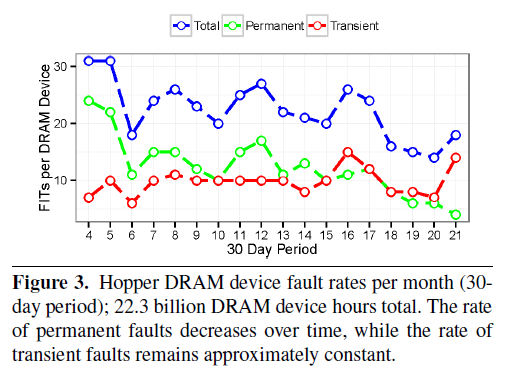 Total Permanent Transient
FITs per DRAM Device
30
20
10
4 5 6 7 8 9 10 11 12 13 14 15 16 17 18 19 20 21
30 Day Period
Figure 3. Hopper DRAM device fault rates per month (30-
day period); 22.3 billion DRAM device hours total. The rate
of permanent faults decreases over time, while the rate of
transient faults remains approximately constant.